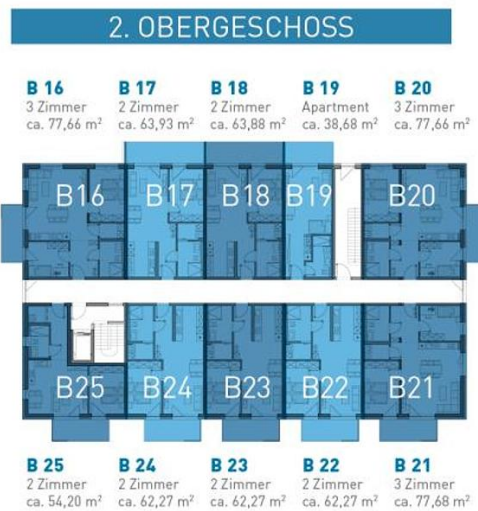 2. OBERGESCHOSS
B 16
3 Zimmer
ca. 77,66 m²
B 17
2 Zimmer
ca. 63,93 m²
B 18
2 Zimmer
ca. 63,88 m²
B 19
Apartment
ca. 38,68 m²
B 20
3 Zimmer
ca. 77,66 m²
B16 B17 B18 B19 B20
B25 B24 B23 B22 B21
B 25
2 Zimmer
ca. 54,20 m²
B 24
2 Zimmer
ca. 62,27 m²
B 23
2 Zimmer
ca. 62,27 m²
B 22
2 Zimmer
ca. 62,27 m²
B 21
3 Zimmer
ca. 77,68 m²